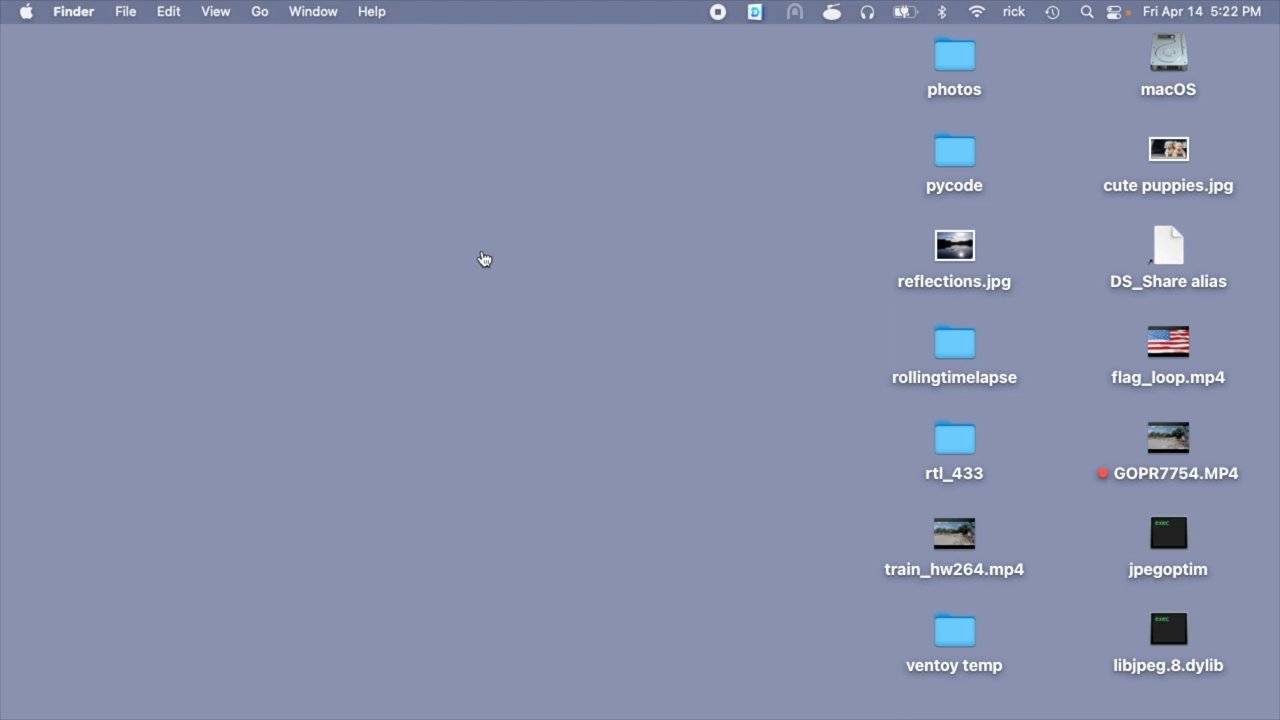 Finder File Edit View Go Window Help rick Fri Apr 14 5:22 PM
photos
macOS
pycode
cute puppies.jpg
reflections.jpg
DS_Share alias
rollingtimelapse
flag_loop.mp4
rtl_433
GOPR7754.MP4
train_hw264.mp4
exec
jpegoptim
ventoy temp
exec
libjpeg.8.dylib